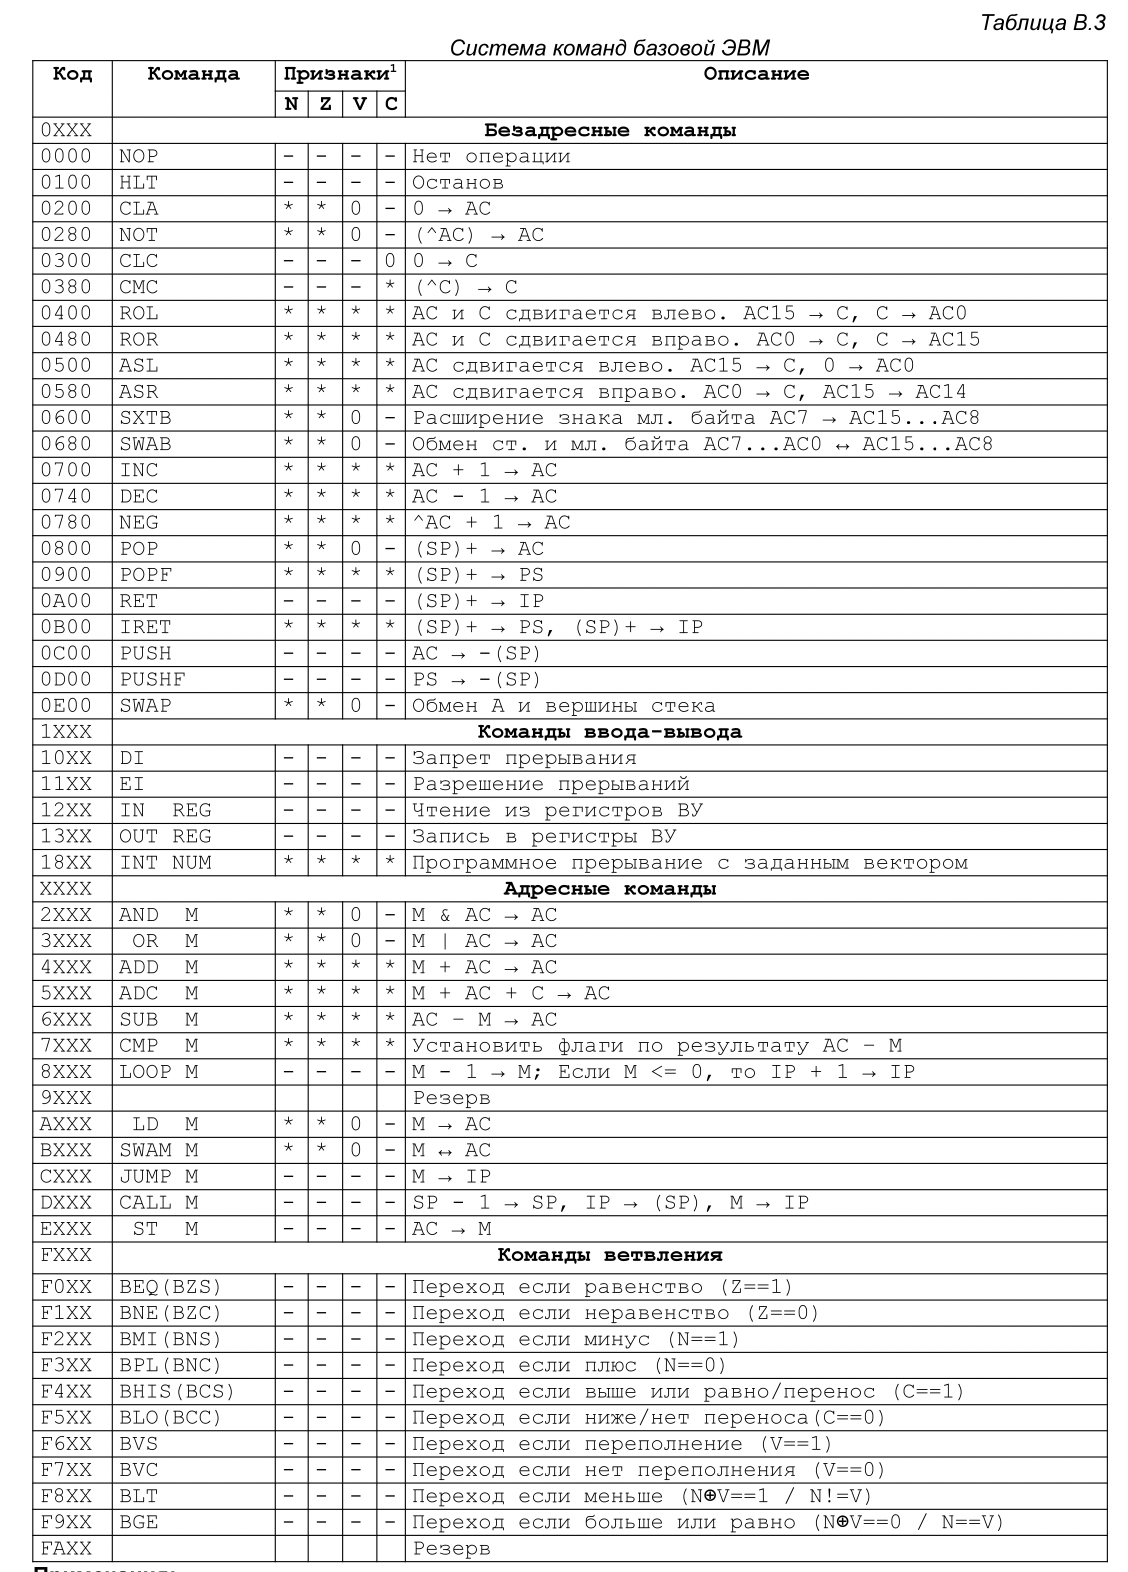 Таблица В.3
Система команд базовой ЭВМ
Код Команда Признаки¹ Описание
N Z V C
0XXX Безадресные команды
0000 NOP - - - - Нет операции
0100 HLT - - - - Останов
0200 CLA * * 0 - 0 → AC
0280 NOT * * 0 - (^AC) → AC
0300 CLC - - - 0 0 → C
0380 CMC - - - * (^C) → C
0400 ROL * * * * AC и C сдвигается влево. AC15 → C, C → AC0
0480 ROR * * * * AC и C сдвигается вправо. AC0 → C, C → AC15
0500 ASL * * * * AC сдвигается влево. AC15 → C, 0 → AC0
0580 ASR * * * * AC сдвигается вправо. AC0 → C, AC15 → AC14
0600 SXTB * * 0 - Расширение знака мл. байта AC7 → AC15...AC8
0680 SWAB * * 0 - Обмен ст. и мл. байта AC7...AC0 ↔ AC15...AC8
0700 INC * * * * AC + 1 → AC
0740 DEC * * * * AC - 1 → AC
0780 NEG * * * * ^AC + 1 → AC
0800 POP * * 0 - (SP)+ → AC
0900 POPF * * * * (SP)+ → PS
0A00 RET - - - - (SP)+ → IP
0B00 IRET * * * * (SP)+ → PS, (SP)+ → IP
0C00 PUSH - - - - AC → -(SP)
0D00 PUSHF - - - - PS → -(SP)
0E00 SWAP * * 0 - Обмен А и вершины стека
1XXX Команды ввода-вывода
10XX DI - - - - Запрет прерывания
11XX EI - - - - Разрешение прерываний
12XX IN REG - - - - Чтение из регистров ВУ
13XX OUT REG - - - - Запись в регистры ВУ
18XX INT NUM * * * * Программное прерывание с заданным вектором
XXXX Адресные команды
2XXX AND M * * 0 - M & AC → AC
3XXX OR M * * 0 - M | AC → AC
4XXX ADD M * * * * M + AC → AC
5XXX ADC M * * * * M + AC + C → AC
6XXX SUB M * * * * AC – M → AC
7XXX CMP M * * * * Установить флаги по результату AC – M
8XXX LOOP M - - - - M - 1 → M; Если M <= 0, то IP + 1 → IP
9XXX Резерв
AXXX LD M * * 0 - M → AC
BXXX SWAM M * * 0 - M ↔ AC
CXXX JUMP M - - - - M → IP
DXXX CALL M - - - - SP - 1 → SP, IP → (SP), M → IP
EXXX ST M - - - - AC → M
FXXX Команды ветвления
F0XX BEQ(BZS) - - - - Переход если равенство (Z==1)
F1XX BNE(BZC) - - - - Переход если неравенство (Z==0)
F2XX BMI(BNS) - - - - Переход если минус (N==1)
F3XX BPL(BNC) - - - - Переход если плюс (N==0)
F4XX BHIS(BCS) - - - - Переход если выше или равно/перенос (C==1)
F5XX BLO(BCC) - - - - Переход если ниже/нет переноса(C==0)
F6XX BVS - - - - Переход если переполнение (V==1)
F7XX BVC - - - - Переход если нет переполнения (V==0)
F8XX BLT - - - - Переход если меньше (N⊕V==1 / N!=V)
F9XX BGE - - - - Переход если больше или равно (N⊕V==0 / N==V)
FAXX Резерв